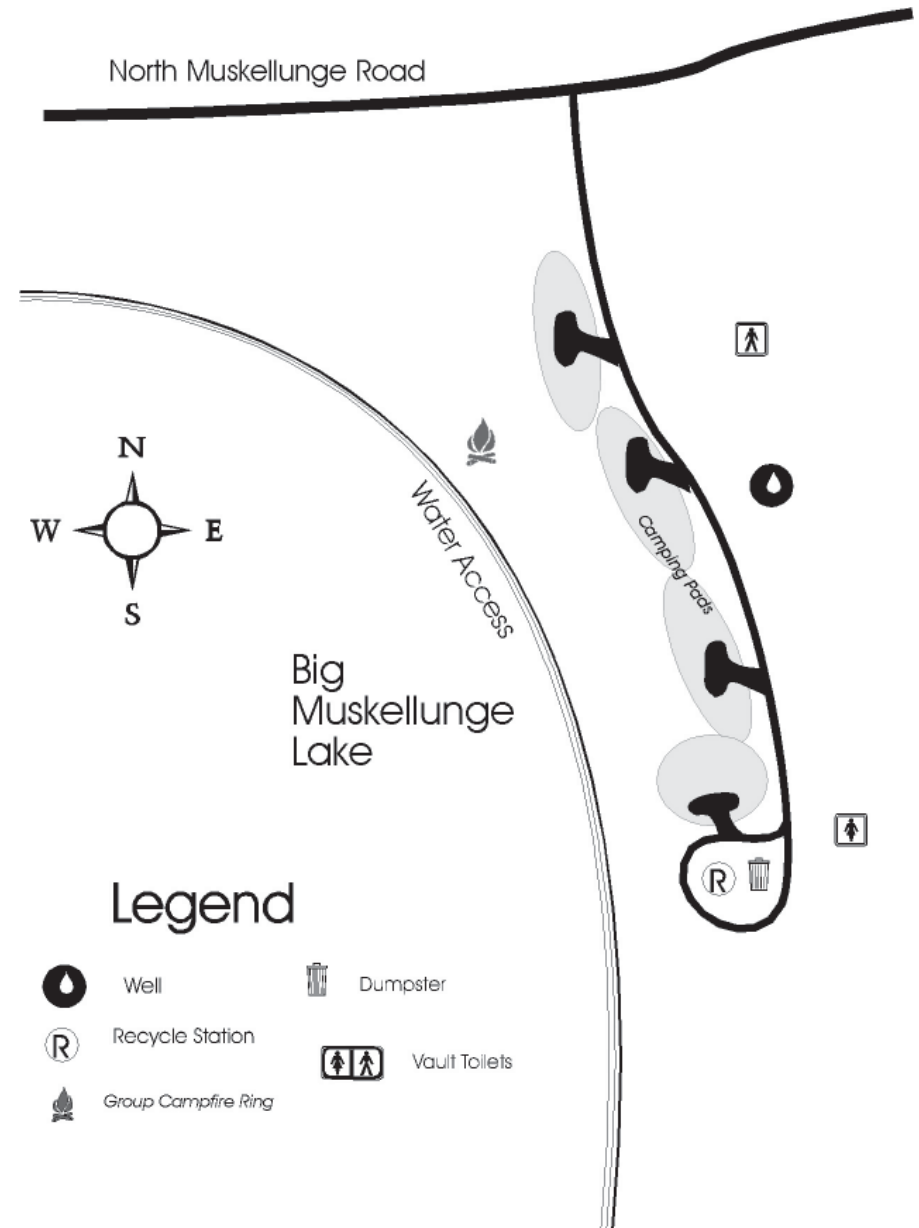 North Muskellunge Road
N
W
E
S
Water Access
Camping Pads
Big
Muskellunge
Lake
R
Legend
Well
Dumpster
R
Recycle Station
Vault Toilets
Group Campfire Ring